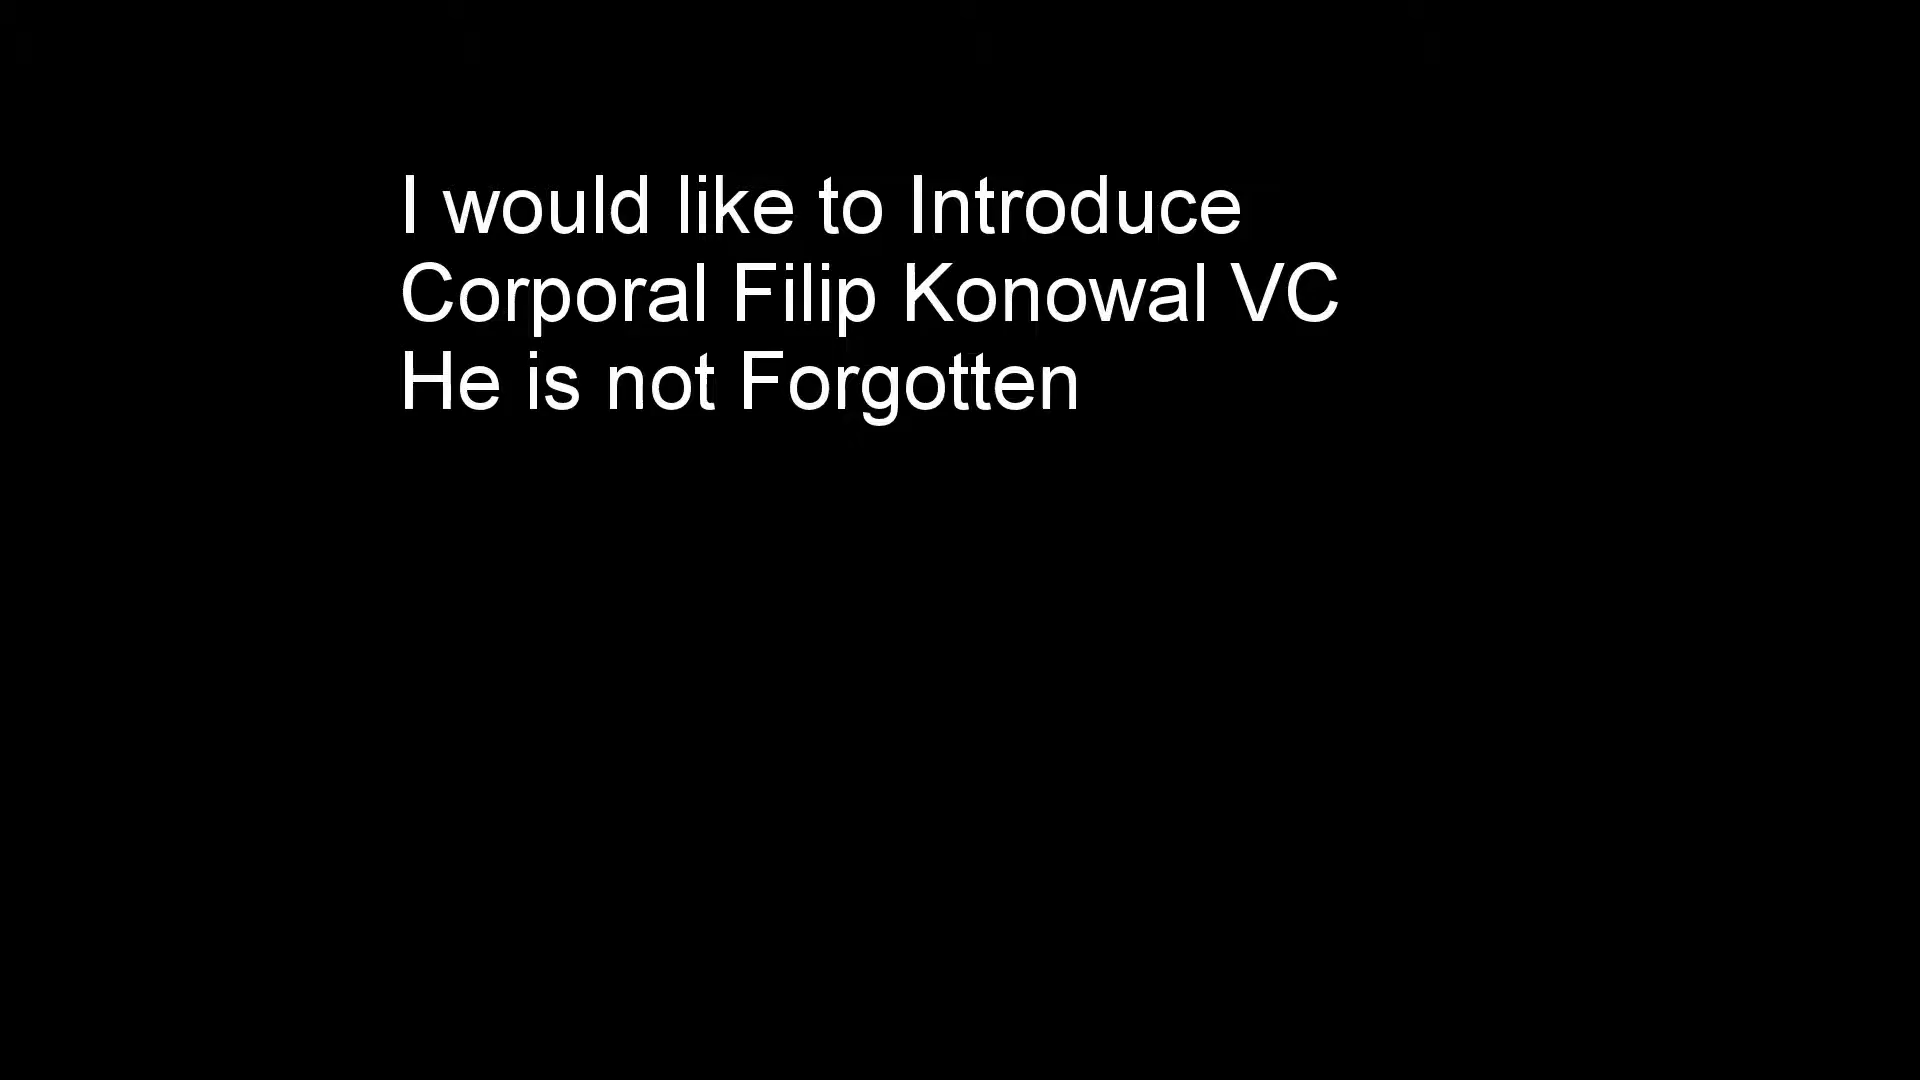 I would like to Introduce
Corporal Filip Konowal VC
He is not Forgotten